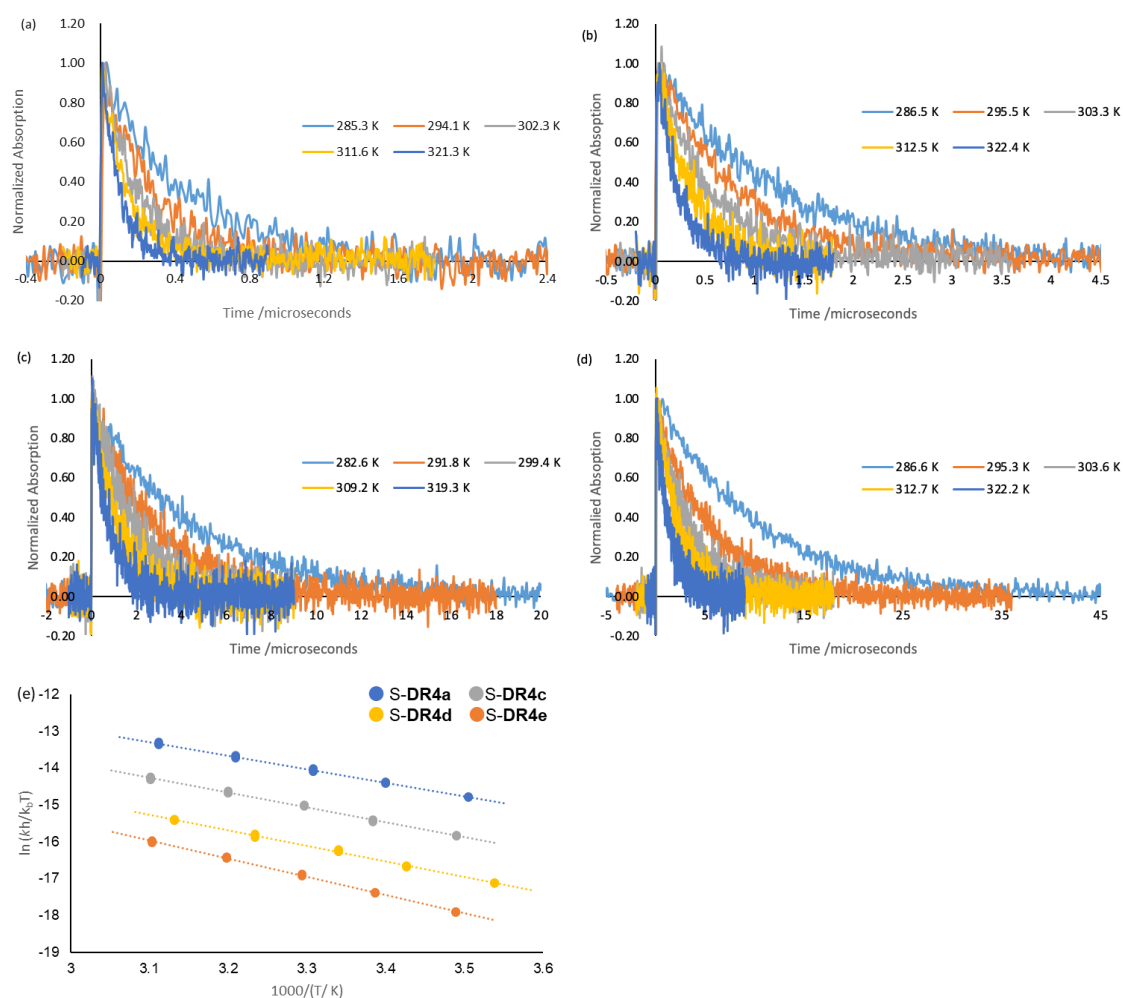 (a)
1.20
1.00
0.80
0.60
0.40
0.20
0.00
-0.20
Normalized Absorption
285.3 K 294.1 K 302.3 K
311.6 K 321.3 K
-0.4 0 0.4 0.8 1.2 1.6 2 2.4
Time /microseconds
(b)
1.20
1.00
0.80
0.60
0.40
0.20
0.00
-0.20
Normalized Absoption
286.5 K 295.5 K 303.3 K
312.5 K 322.4 K
-0.5 0 0.5 1 1.5 2 2.5 3 3.5 4 4.5
Time /microseconds
(c)
1.20
1.00
0.80
0.60
0.40
0.20
0.00
-0.20
Normalized Absorption
282.6 K 291.8 K 299.4 K
309.2 K 319.3 K
-2 0 2 4 6 8 10 12 14 16 18 20
Time /microseconds
(d)
1.20
1.00
0.80
0.60
0.40
0.20
0.00
-0.20
Normalied Absoption
286.6 K 295.3 K 303.6 K
312.7 K 322.2 K
-5 5 15 25 35 45
Time /microseconds
(e)
-12
-13
-14
-15
-16
-17
-18
-19
ln (kh/kbT)
S-DR4a S-DR4c
S-DR4d S-DR4e
3 3.1 3.2 3.3 3.4 3.5 3.6
1000/(T/ K)